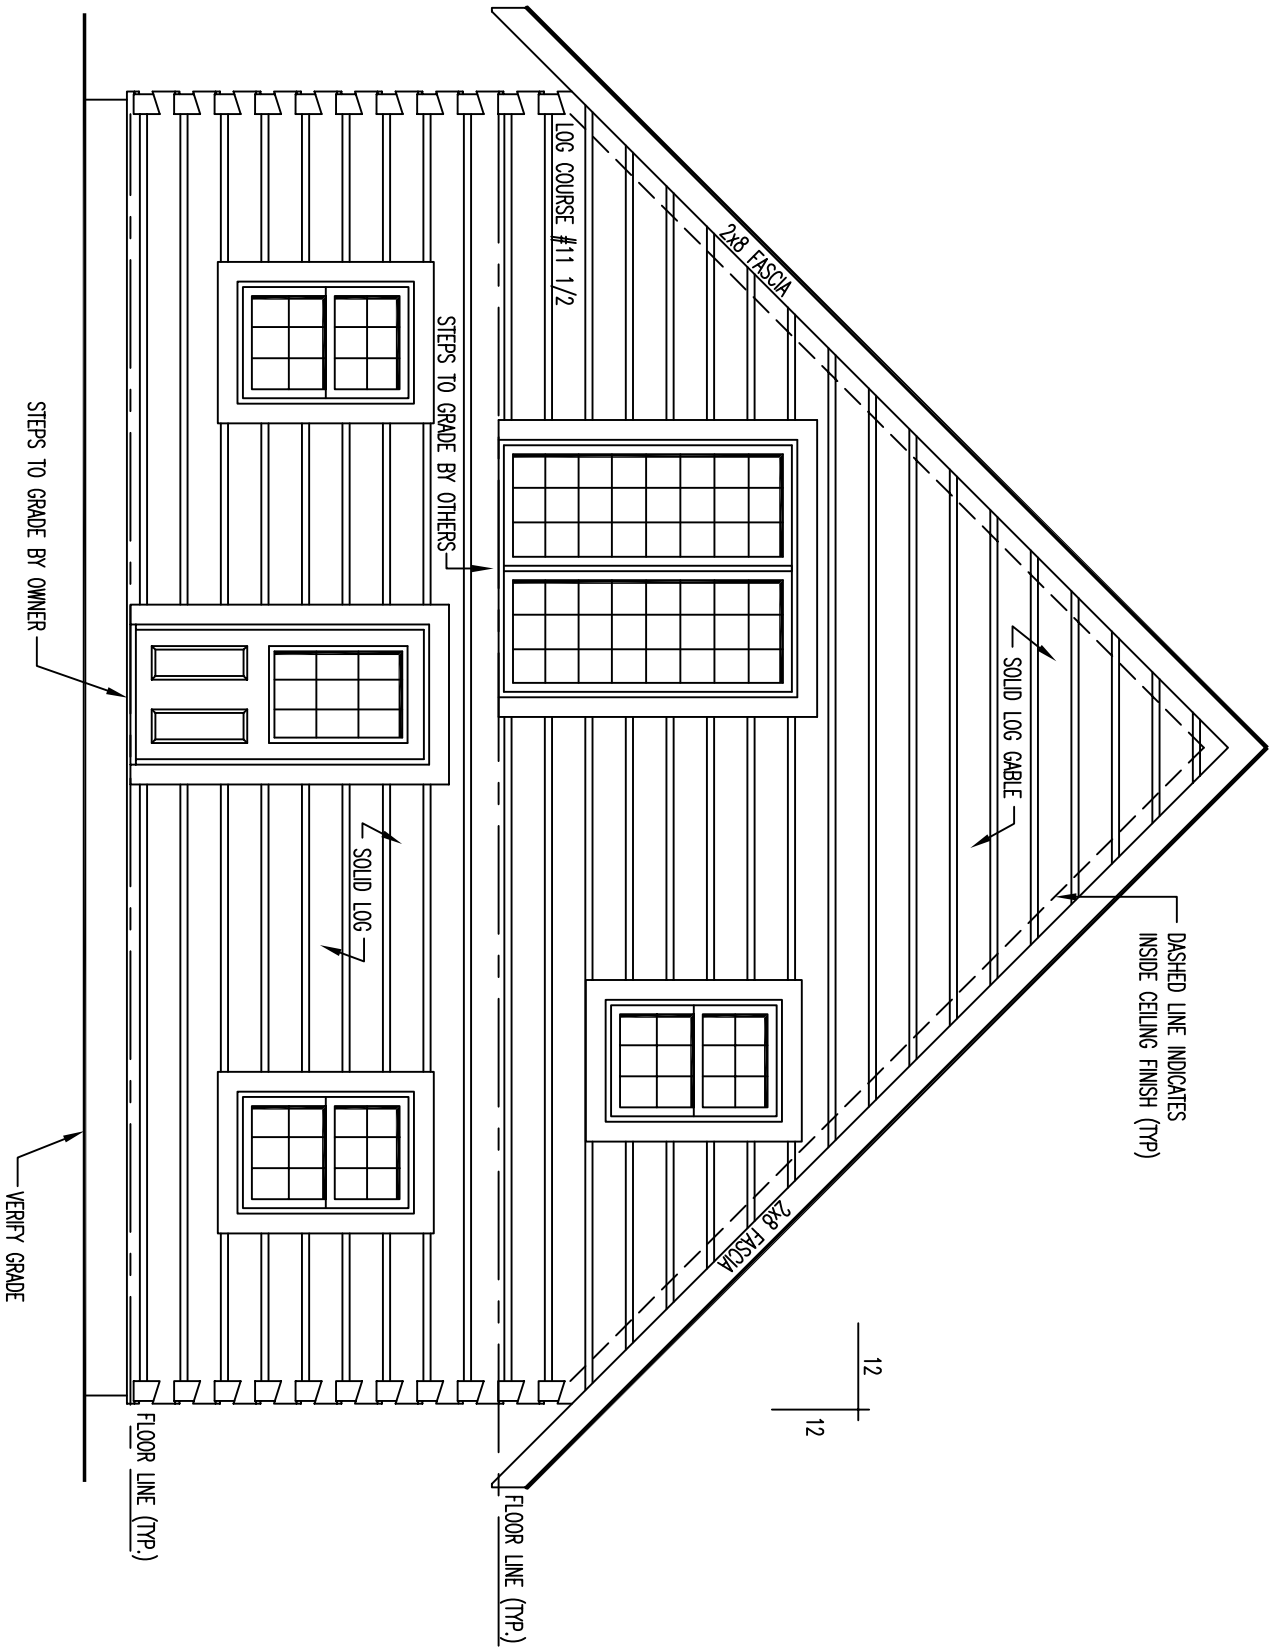 DASHED LINE INDICATES
INSIDE CEILING FINISH (TYP)
SOLID LOG GABLE
12
12
2x8 FASCIA
2x8 FASCIA
LOG COURSE #11 1/2
FLOOR LINE (TYP.)
STEPS TO GRADE BY OTHERS
SOLID LOG
FLOOR LINE (TYP.)
STEPS TO GRADE BY OWNER
VERIFY GRADE